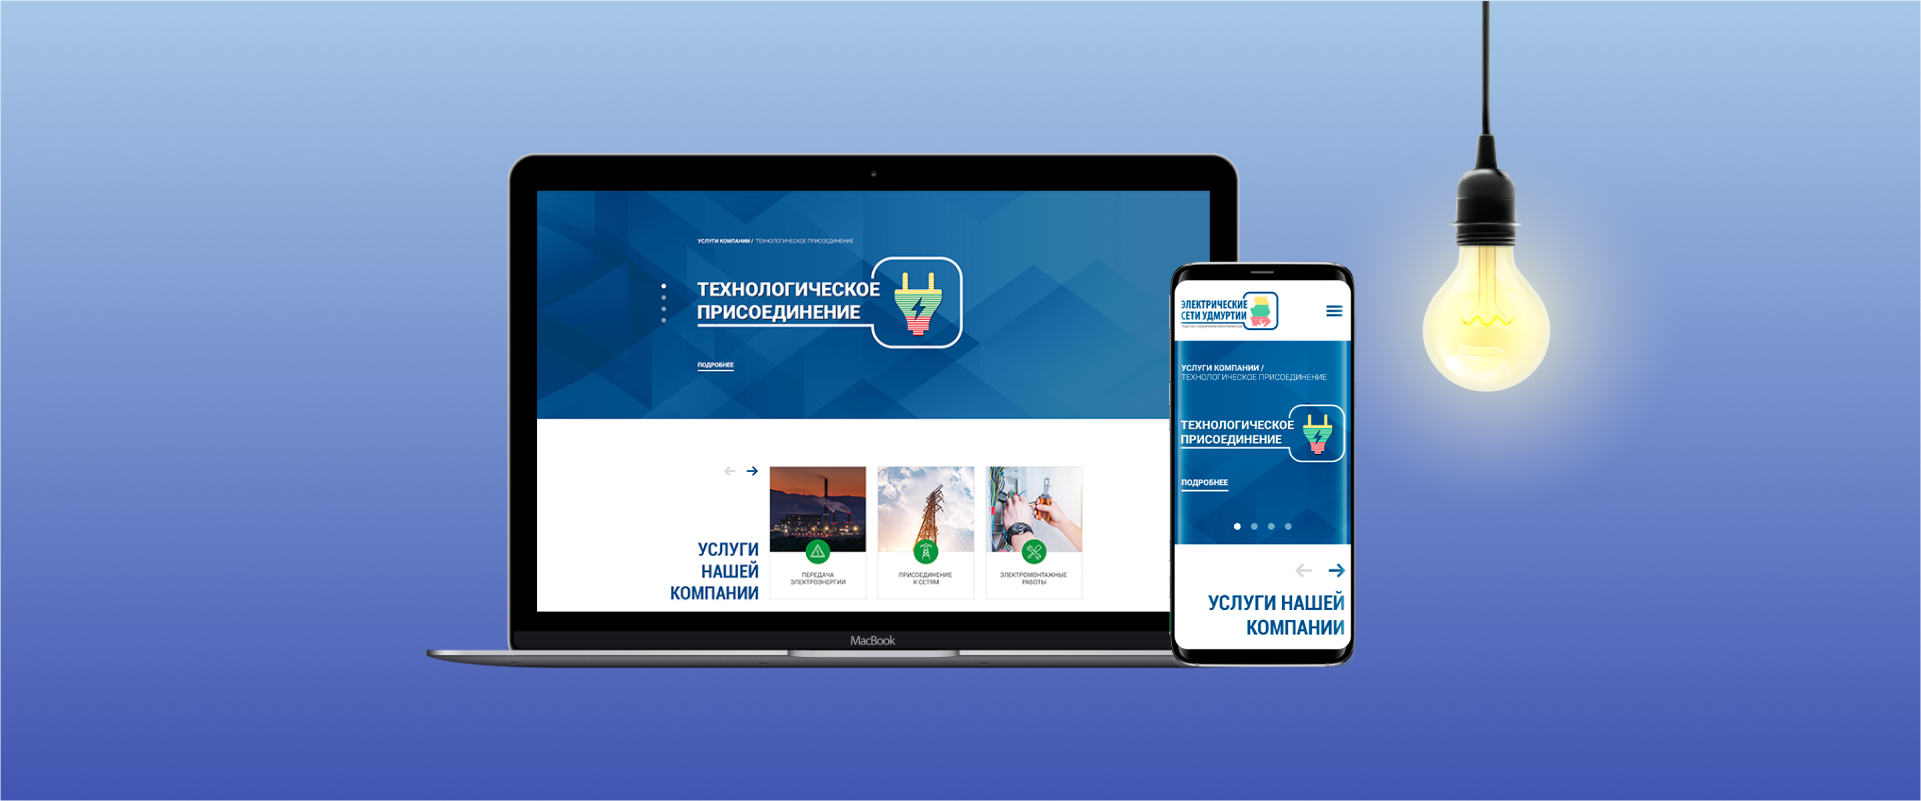 УСЛУГИ КОМПАНИИ / ТЕХНОЛОГИЧЕСКОЕ ПРИСОЕДИНЕНИЕ
ТЕХНОЛОГИЧЕСКОЕ
ПРИСОЕДИНЕНИЕ
ПОДРОБНЕЕ
УСЛУГИ
НАШЕЙ
КОМПАНИИ
ПЕРЕДАЧА
ЭЛЕКТРОЭНЕРГИИ
ПРИСОЕДИНЕНИЕ
К СЕТЯМ
ЭЛЕКТРОМОНТАЖНЫЕ
РАБОТЫ
MacBook
ЭЛЕКТРИЧЕСКИЕ
СЕТИ УДМУРТИИ
УСЛУГИ КОМПАНИИ /
ТЕХНОЛОГИЧЕСКОЕ ПРИСОЕДИНЕНИЕ
ТЕХНОЛОГИЧЕСКОЕ
ПРИСОЕДИНЕНИЕ
ПОДРОБНЕЕ
УСЛУГИ НАШЕЙ
КОМПАНИИ